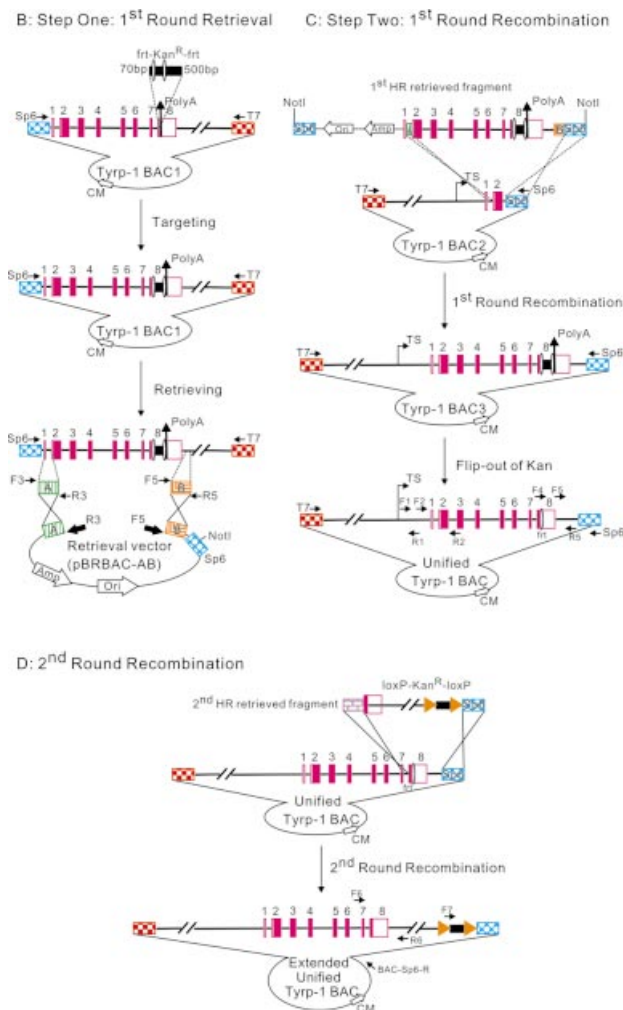 B: Step One: 1st Round Retrieval
frt-KanR-frt
70bp 500bp
PolyA
Sp6 1 2 3 4 5 6 7 8 T7
Tyrp-1 BAC1
CM
Targeting
PolyA
Sp6 1 2 3 4 5 6 7 8 T7
Tyrp-1 BAC1
CM
Retrieving
PolyA
Sp6 1 2 3 4 5 6 7 8 T7
F3 A R3 F5 B R5
A R3 F5 B
NotI
Sp6
Retrieval vector
(pBRBAC-AB)
Amp Ori
C: Step Two: 1st Round Recombination
1st HR retrieved fragment
NotI PolyA NotI
Ori Amp 1 2 3 4 5 6 7 8 B
TS
T7 1 2 Sp6
Tyrp-1 BAC2
CM
1st Round Recombination
PolyA
TS
T7 1 2 3 4 5 6 7 8 Sp6
Tyrp-1 BAC3
CM
Flip-out of Kan
TS
T7 F1 F2 1 2 3 4 5 6 7 F4 8 F5
R1 R2 frt R5
Sp6
Unified
Tyrp-1 BAC
CM
D: 2nd Round Recombination
loxP-KanR-loxP
2nd HR retrieved fragment
1 2 3 4 5 6 7 8
frt
Unified
Tyrp-1 BAC
CM
2nd Round Recombination
F6
1 2 3 4 5 6 7 8 F7
R6
BAC-Sp6-R
Extended
Unified
Tyrp-1 BAC
CM